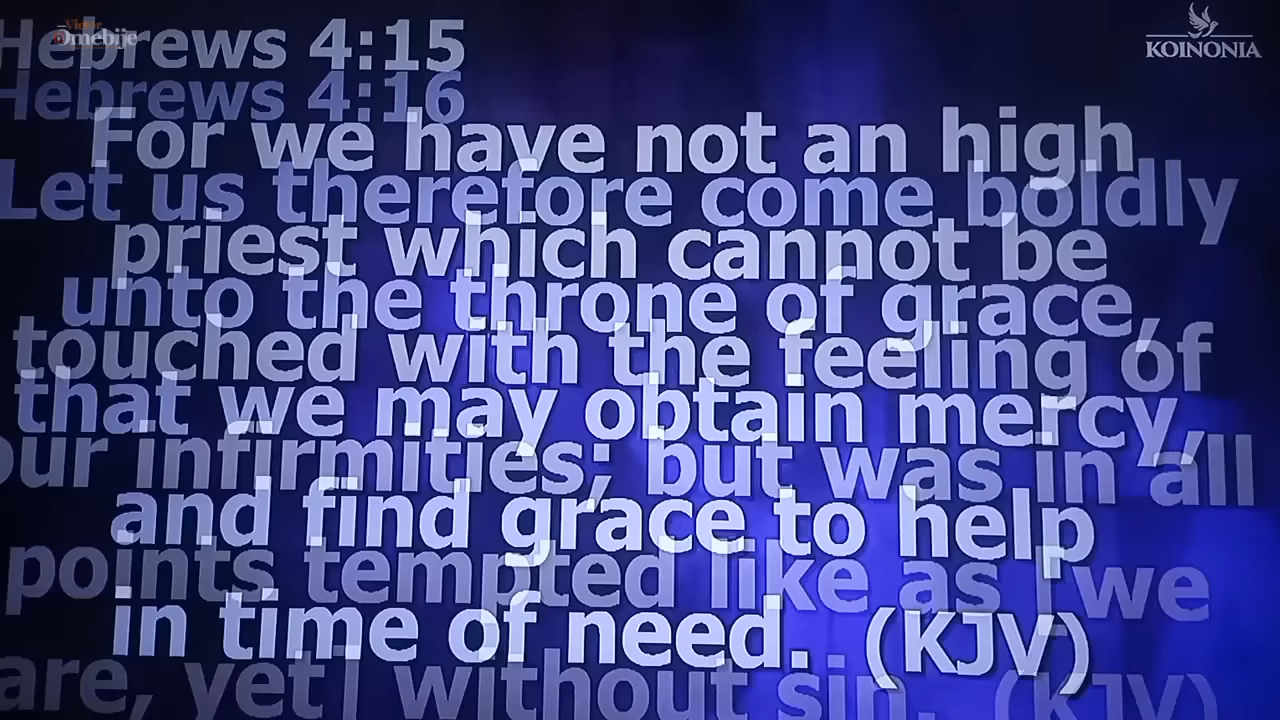 Hebrews 4:15
Victor
Omebije
KOINONIA
Hebrews 4:16
For we have not an high
Let us therefore come boldly
priest which cannot be
unto the throne of grace,
touched with the feeling of
that we may obtain mercy,
our infirmities; but was in all
and find grace to help
points tempted like as [we
in time of need. (KJV)
are, yet] without sin. (KJV)